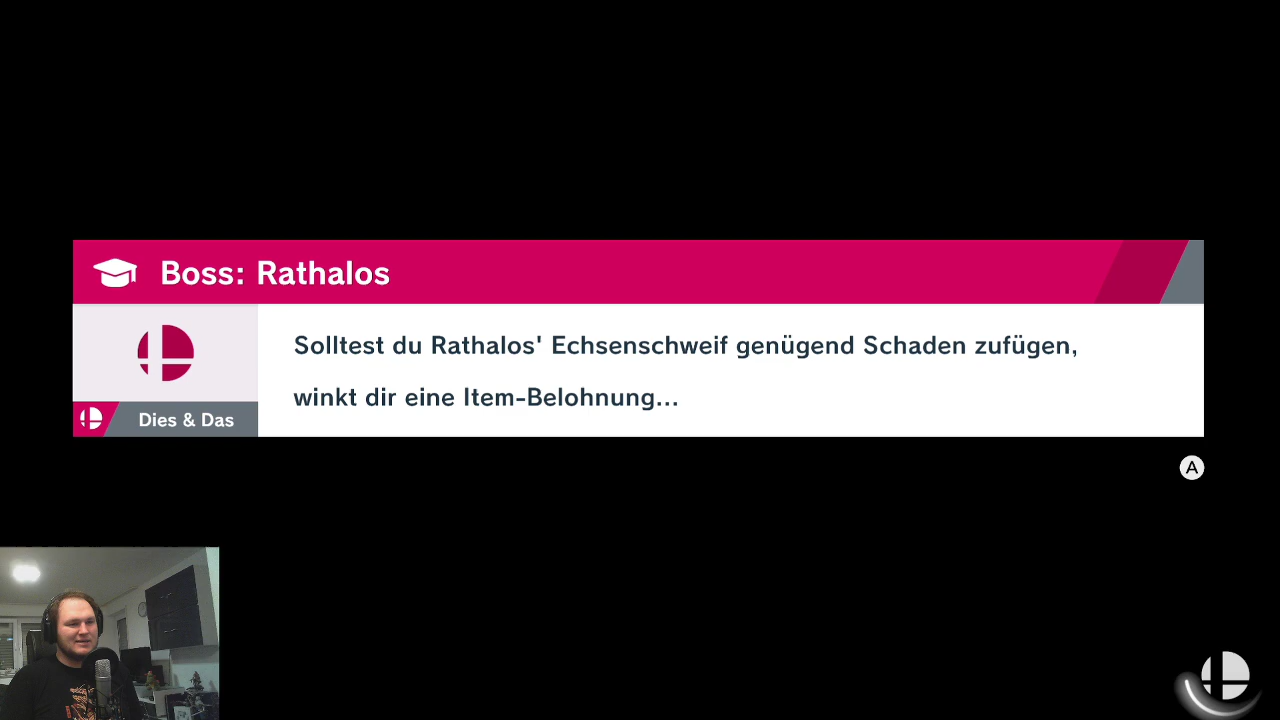 Boss: Rathalos
Solltest du Rathalos' Echsenschweif genügend Schaden zufügen,
winkt dir eine Item-Belohnung...
Dies & Das
A